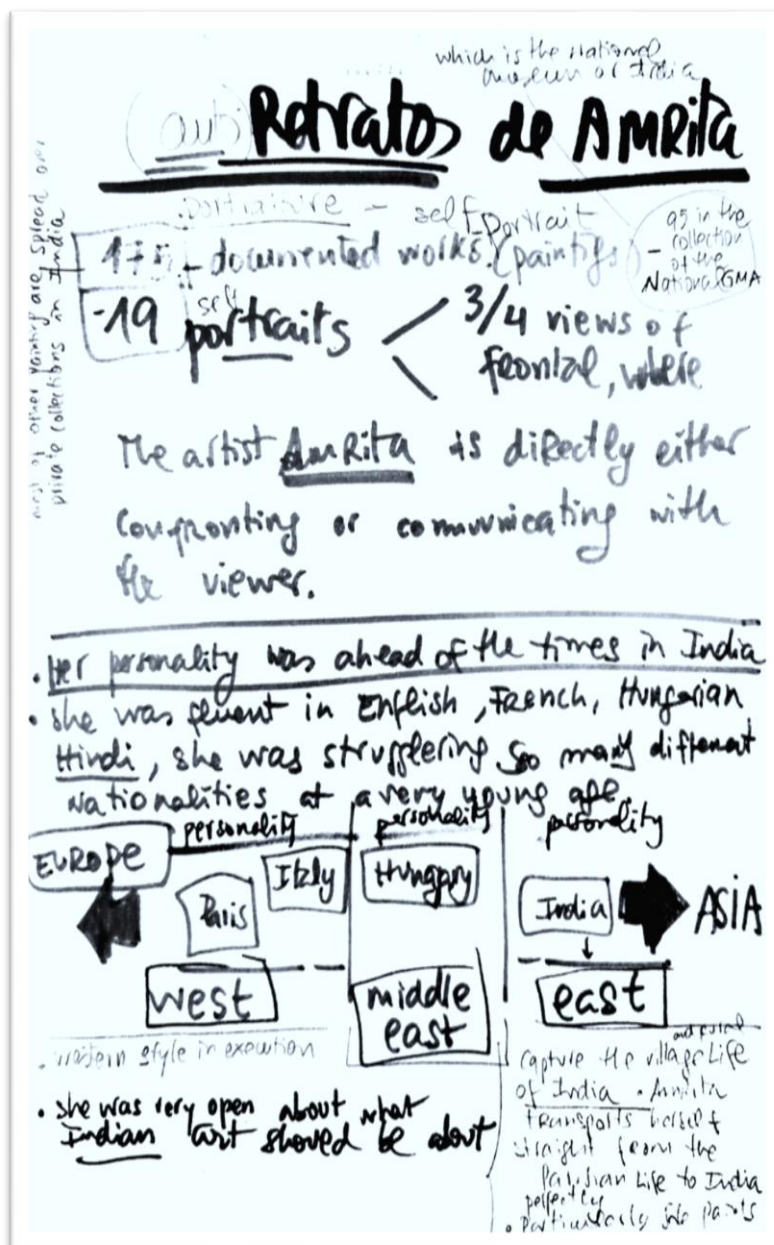 which is the National
museum of India
(auto) Retratos de AMRita
.portraiture - self portrait
175 - documented works. (paintigs)
95 in the
- collection
of the
National GMA
-19 self portraits
3/4 views of
frontal, where
most of other painting are spread over
private collections in India
The artist AmRita is directly either
confronting or communicating with
the viewer.
. Her personality was ahead of the times in India
• she was fluent in English, French, Hungarian
Hindi, she was strugglering so many different
Nationalities at a very young age
personality
personality
personality
EUROPE
Paris
Italy
Hungary
India
ASIA
west
middle
east
east
. western style in execution
• she was very open about what
Indian art shoved be about
capture the village Life
of India . Amrita
transports herself
straight from the
Parisian Life to India
perfectly
• Particularly she paints